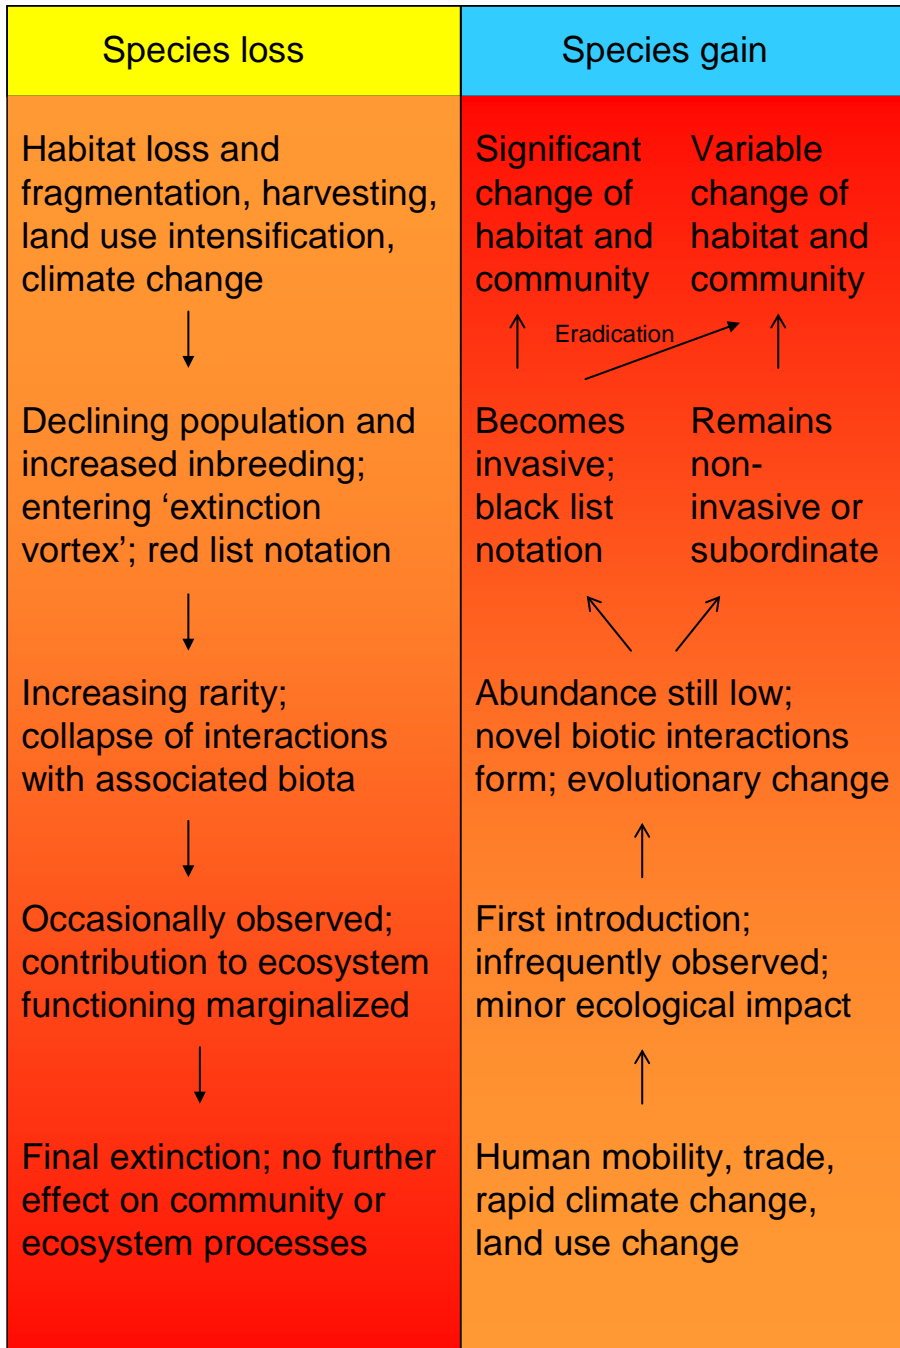 Species loss
Habitat loss and
fragmentation, harvesting,
land use intensification,
climate change
Declining population and
increased inbreeding;
entering ‘extinction
vortex’; red list notation
Increasing rarity;
collapse of interactions
with associated biota
Occasionally observed;
contribution to ecosystem
functioning marginalized
Final extinction; no further
effect on community or
ecosystem processes
Species gain
Significant
change of
habitat and
community
Variable
change of
habitat and
community
Eradication
Becomes
invasive;
black list
notation
Remains
non-
invasive or
subordinate
Abundance still low;
novel biotic interactions
form; evolutionary change
First introduction;
infrequently observed;
minor ecological impact
Human mobility, trade,
rapid climate change,
land use change